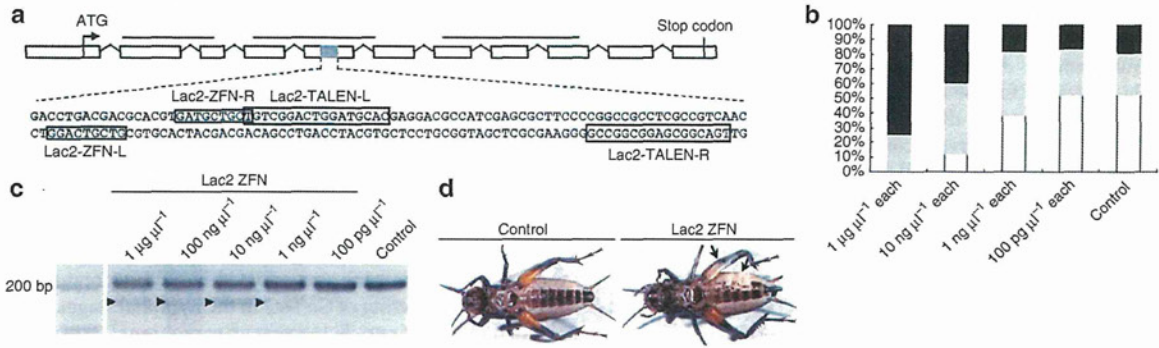 a
ATG
Stop codon
Lac2-ZFN-R Lac2-TALEN-L
GACCTGACGACGCACGTGATGCTGCTGTCGGACTGGATGCACGAGGACGCCATCGAGCGCTTCCCCGGCCGCCTCGCCGTCAAC
CTGGACTGCTGCGTGCACTACGACGACAGCCTGACCTACGTGCTCCTGCGGTAGCTCGCGAAGGGGCCGGCGGAGCGGCAGTTG
Lac2-ZFN-L
Lac2-TALEN-R
b
100%
90%
80%
70%
60%
50%
40%
30%
20%
10%
0%
1 µg µl⁻¹ each
10 ng µl⁻¹ each
1 ng µl⁻¹ each
100 pg µl⁻¹ each
Control
c
Lac2 ZFN
1 µg µl⁻¹
100 ng µl⁻¹
10 ng µl⁻¹
1 ng µl⁻¹
100 pg µl⁻¹
Control
200 bp
d
Control
Lac2 ZFN